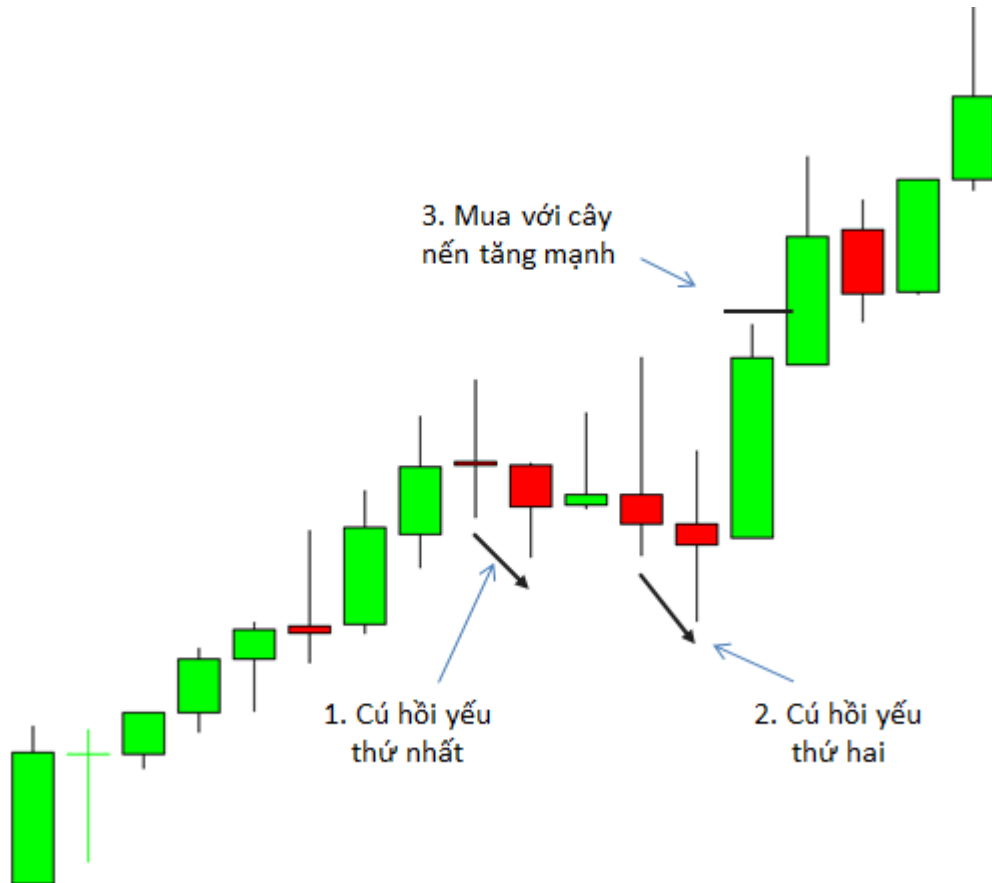 3. Mua với cây
nến tăng mạnh
1. Cú hồi yếu
thứ nhất
2. Cú hồi yếu
thứ hai